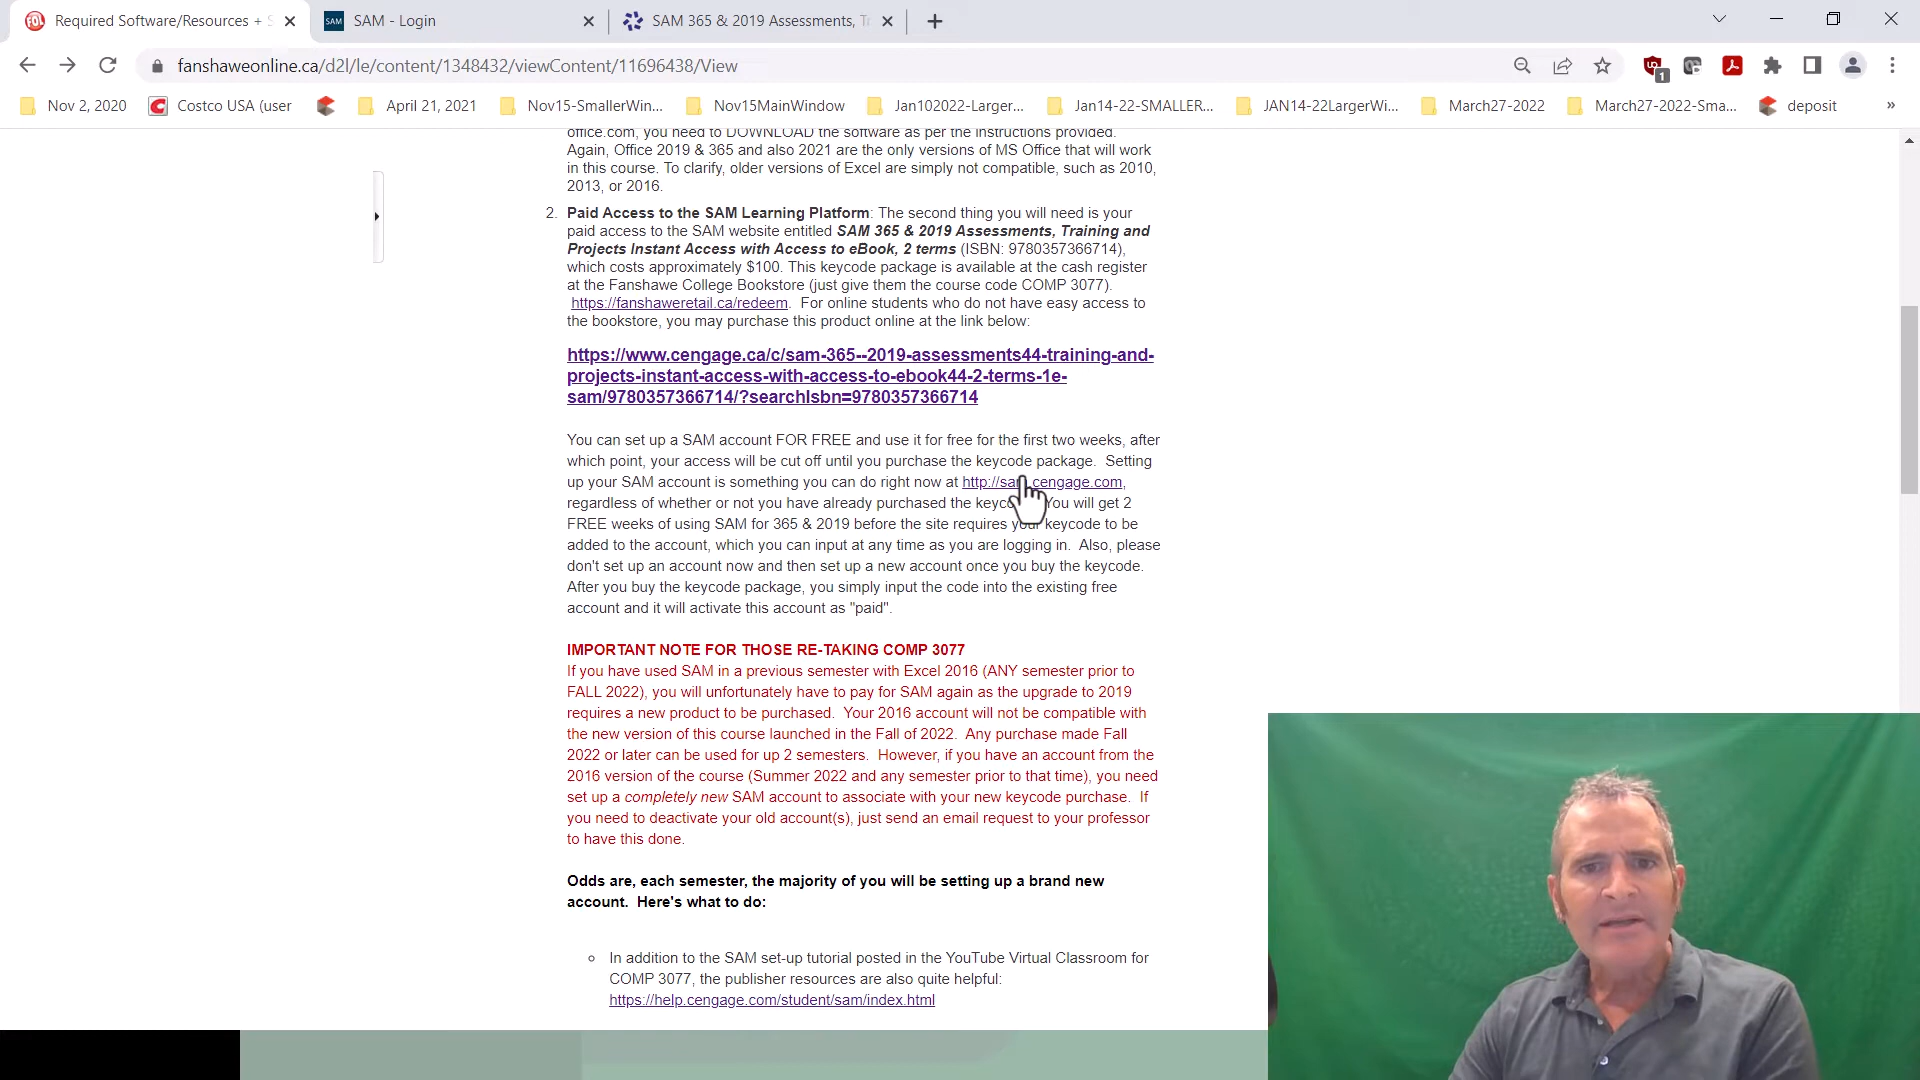 Required Software/Resources +
SAM - Login
SAM 365 & 2019 Assessments, Tr
fanshaweonline.ca/d2l/le/content/1348432/viewContent/11696438/View
Nov 2, 2020
Costco USA (user
April 21, 2021
Nov15-SmallerWin...
Nov15MainWindow
Jan102022-Larger...
Jan14-22-SMALLER...
JAN14-22LargerWi...
March27-2022
March27-2022-Sma...
deposit
»
office.com, you need to DOWNLOAD the software as per the instructions provided.
Again, Office 2019 & 365 and also 2021 are the only versions of MS Office that will work
in this course. To clarify, older versions of Excel are simply not compatible, such as 2010,
2013, or 2016.
2. Paid Access to the SAM Learning Platform: The second thing you will need is your
paid access to the SAM website entitled SAM 365 & 2019 Assessments, Training and
Projects Instant Access with Access to eBook, 2 terms (ISBN: 9780357366714),
which costs approximately $100. This keycode package is available at the cash register
at the Fanshawe College Bookstore (just give them the course code COMP 3077).
https://fanshaweretail.ca/redeem. For online students who do not have easy access to
the bookstore, you may purchase this product online at the link below:
https://www.cengage.ca/c/sam-365--2019-assessments44-training-and-
projects-instant-access-with-access-to-ebook44-2-terms-1e-
sam/9780357366714/?searchIsbn=9780357366714
You can set up a SAM account FOR FREE and use it for free for the first two weeks, after
which point, your access will be cut off until you purchase the keycode package. Setting
up your SAM account is something you can do right now at http://sam.cengage.com,
regardless of whether or not you have already purchased the You will get 2
FREE weeks of using SAM for 365 & 2019 before the site requires your keycode to be
added to the account, which you can input at any time as you are logging in. Also, please
don't set up an account now and then set up a new account once you buy the keycode.
After you buy the keycode package, you simply input the code into the existing free
account and it will activate this account as "paid".
IMPORTANT NOTE FOR THOSE RE-TAKING COMP 3077
If you have used SAM in a previous semester with Excel 2016 (ANY semester prior to
FALL 2022), you will unfortunately have to pay for SAM again as the upgrade to 2019
requires a new product to be purchased. Your 2016 account will not be compatible with
the new version of this course launched in the Fall of 2022. Any purchase made Fall
2022 or later can be used for up 2 semesters. However, if you have an account from the
2016 version of the course (Summer 2022 and any semester prior to that time), you need
set up a completely new SAM account to associate with your new keycode purchase. If
you need to deactivate your old account(s), just send an email request to your professor
to have this done.
Odds are, each semester, the majority of you will be setting up a brand new
account. Here's what to do:
In addition to the SAM set-up tutorial posted in the YouTube Virtual Classroom for
COMP 3077, the publisher resources are also quite helpful:
https://help.cengage.com/student/sam/index.html